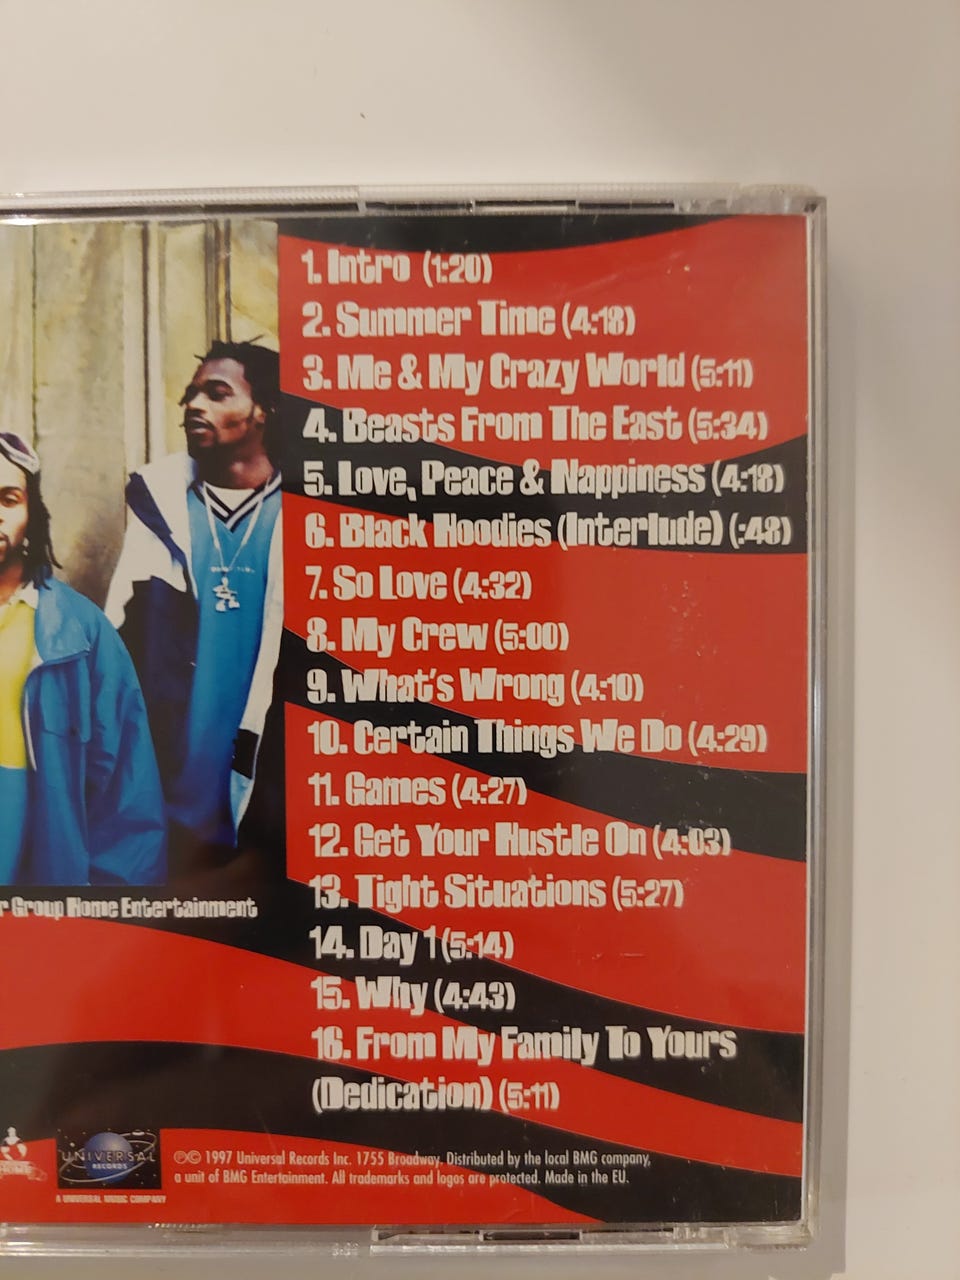 1. Intro (1:20)
2. Summer Time (4:18)
3. Me & My Crazy World (5:11)
4. Beasts From The East (5:34)
5. Love, Peace & Nappiness (4:18)
6. Black Hoodies (Interlude) (:48)
7. So Love (4:32)
8. My Crew (5:00)
9. What's Wrong (4:10)
10. Certain Things We Do (4:29)
11. Games (4:27)
12. Get Your Hustle On (4:03)
13. Tight Situations (5:27)
14. Day 1 (5:14)
15. Why (4:43)
16. From My Family To Yours
(Dedication) (5:11)
r Group Home Entertainment
HOME
UNIVERSAL
RECORDS
A UNIVERSAL MUSIC COMPANY
℗© 1997 Universal Records Inc. 1755 Broadway. Distributed by the local BMG company,
a unit of BMG Entertainment. All trademarks and logos are protected. Made in the EU.